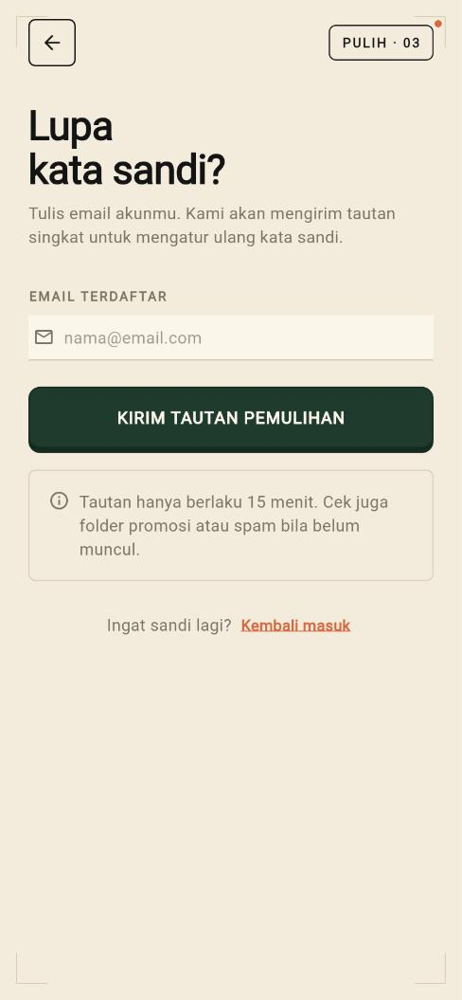 PULIH · 03
Lupa
kata sandi?
Tulis email akunmu. Kami akan mengirim tautan
singkat untuk mengatur ulang kata sandi.
EMAIL TERDAFTAR
nama@email.com
KIRIM TAUTAN PEMULIHAN
Tautan hanya berlaku 15 menit. Cek juga
folder promosi atau spam bila belum
muncul.
Ingat sandi lagi? Kembali masuk